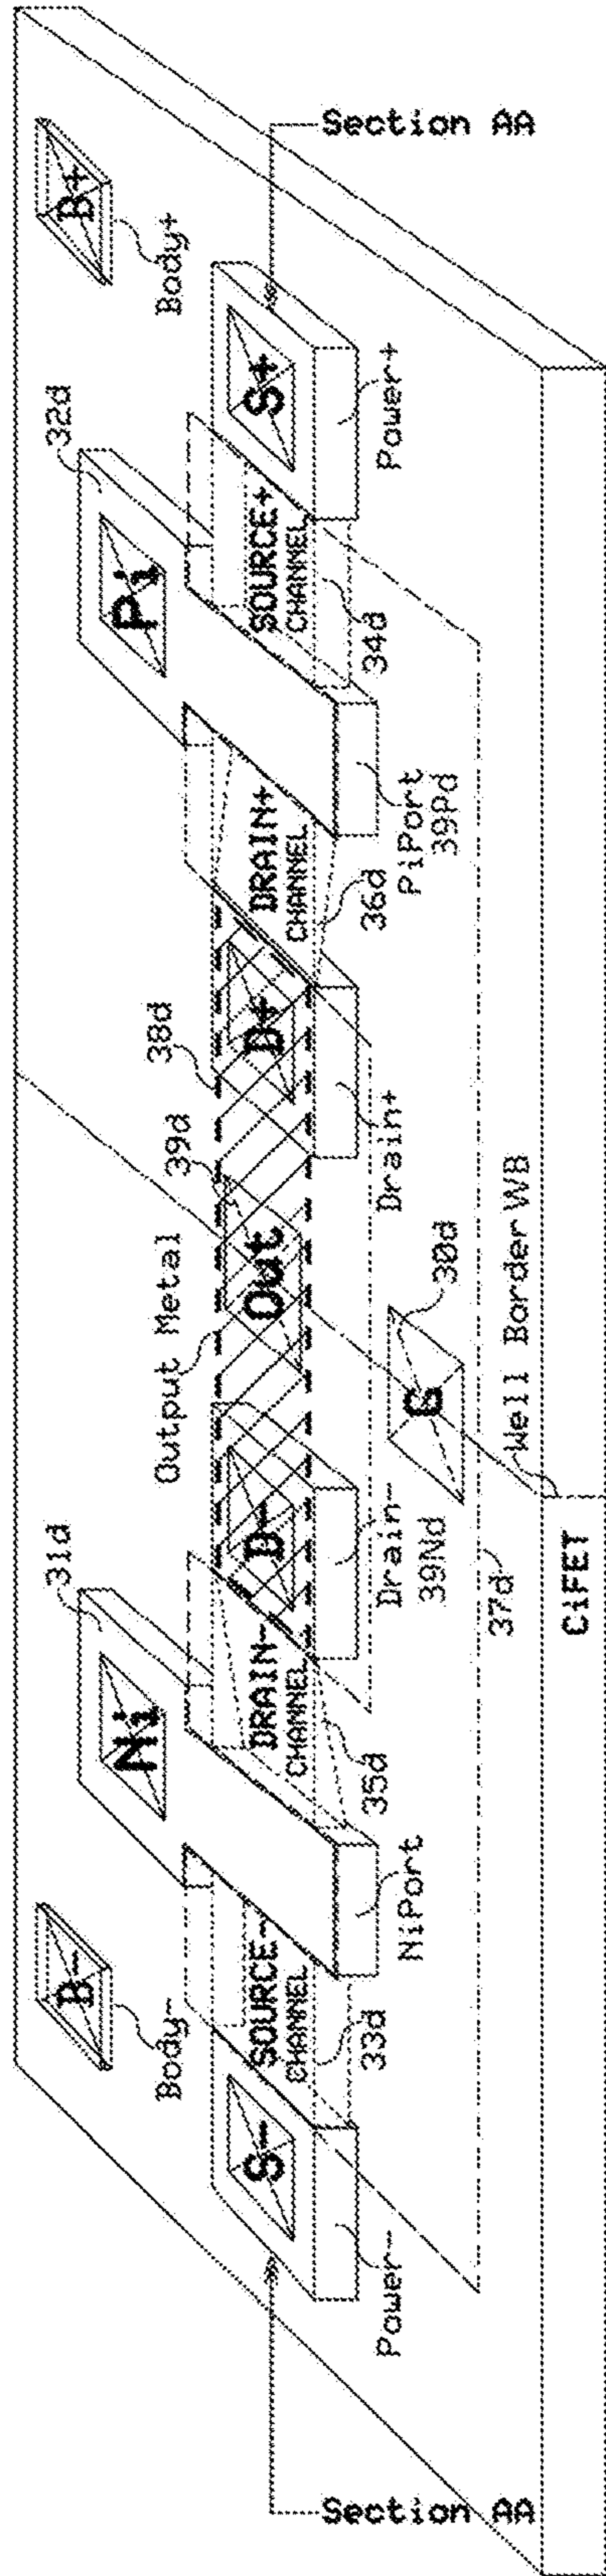 B-
Body-
B+
Body+
Ni
31d
Pi
32d
Output Metal
39d
38d
S-
SOURCE-
CHANNEL
DRAIN-
CHANNEL
D-
Out
D+
DRAIN+
CHANNEL
SOURCE+
CHANNEL
S+
Section AA
Section AA
Power-
33d
NiPort
35d
Drain-
39Nd
G
30d
Drain+
36d
PiPort
39Pd
34d
Power+
37d
Well Border WB
CiFET